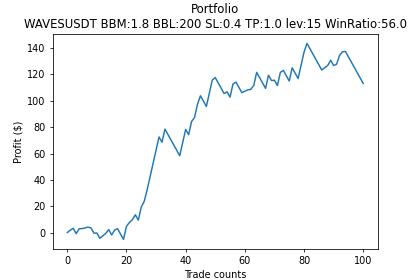 Portfolio
WAVESUSDT BBM:1.8 BBL:200 SL:0.4 TP:1.0 lev:15 WinRatio:56.0
140
120
100
80
60
40
20
0
Profit ($)
0 20 40 60 80 100
Trade counts